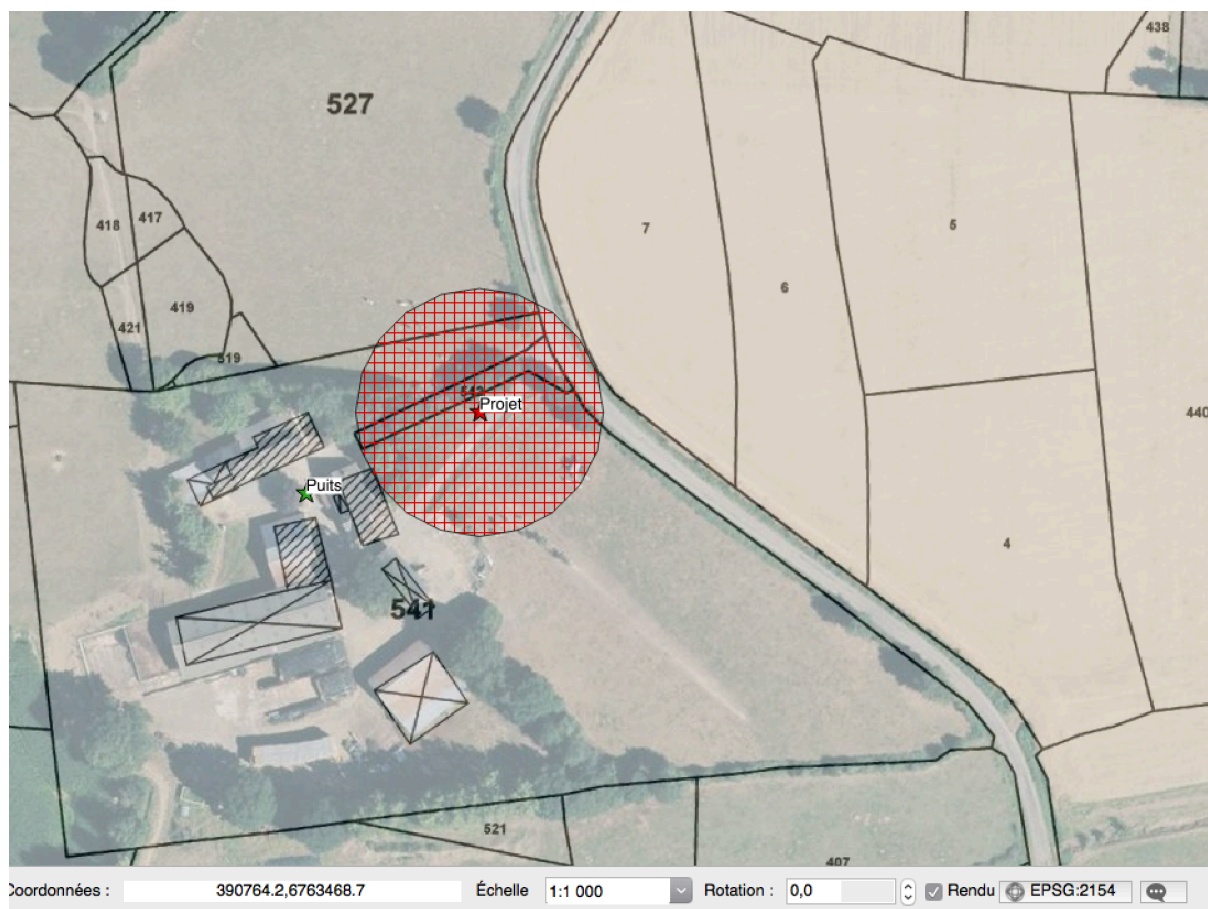 438
527
418
417
7
5
6
419
421
519
Projet
440
Puits
4
541
521
407
Coordonnées :
390764.2,6763468.7
Échelle
1:1 000
Rotation :
0,0
Rendu
EPSG:2154